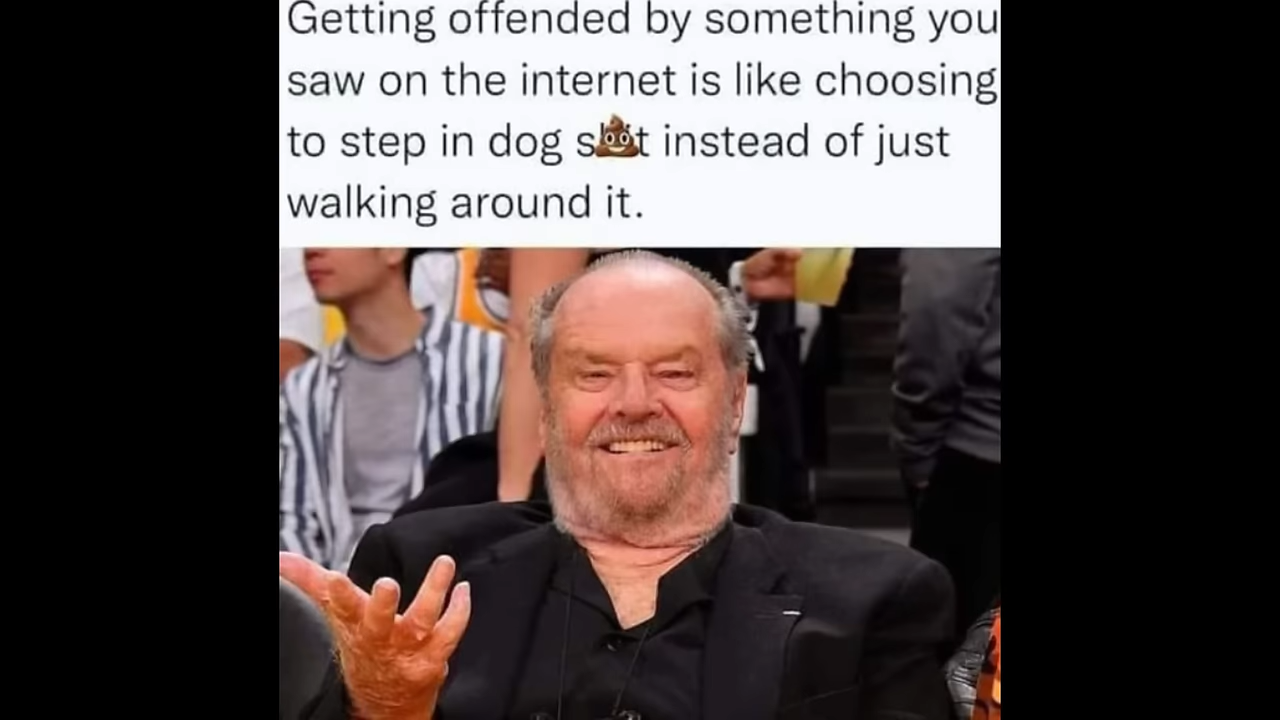 Getting offended by something you
saw on the internet is like choosing
to step in dog s💩t instead of just
walking around it.